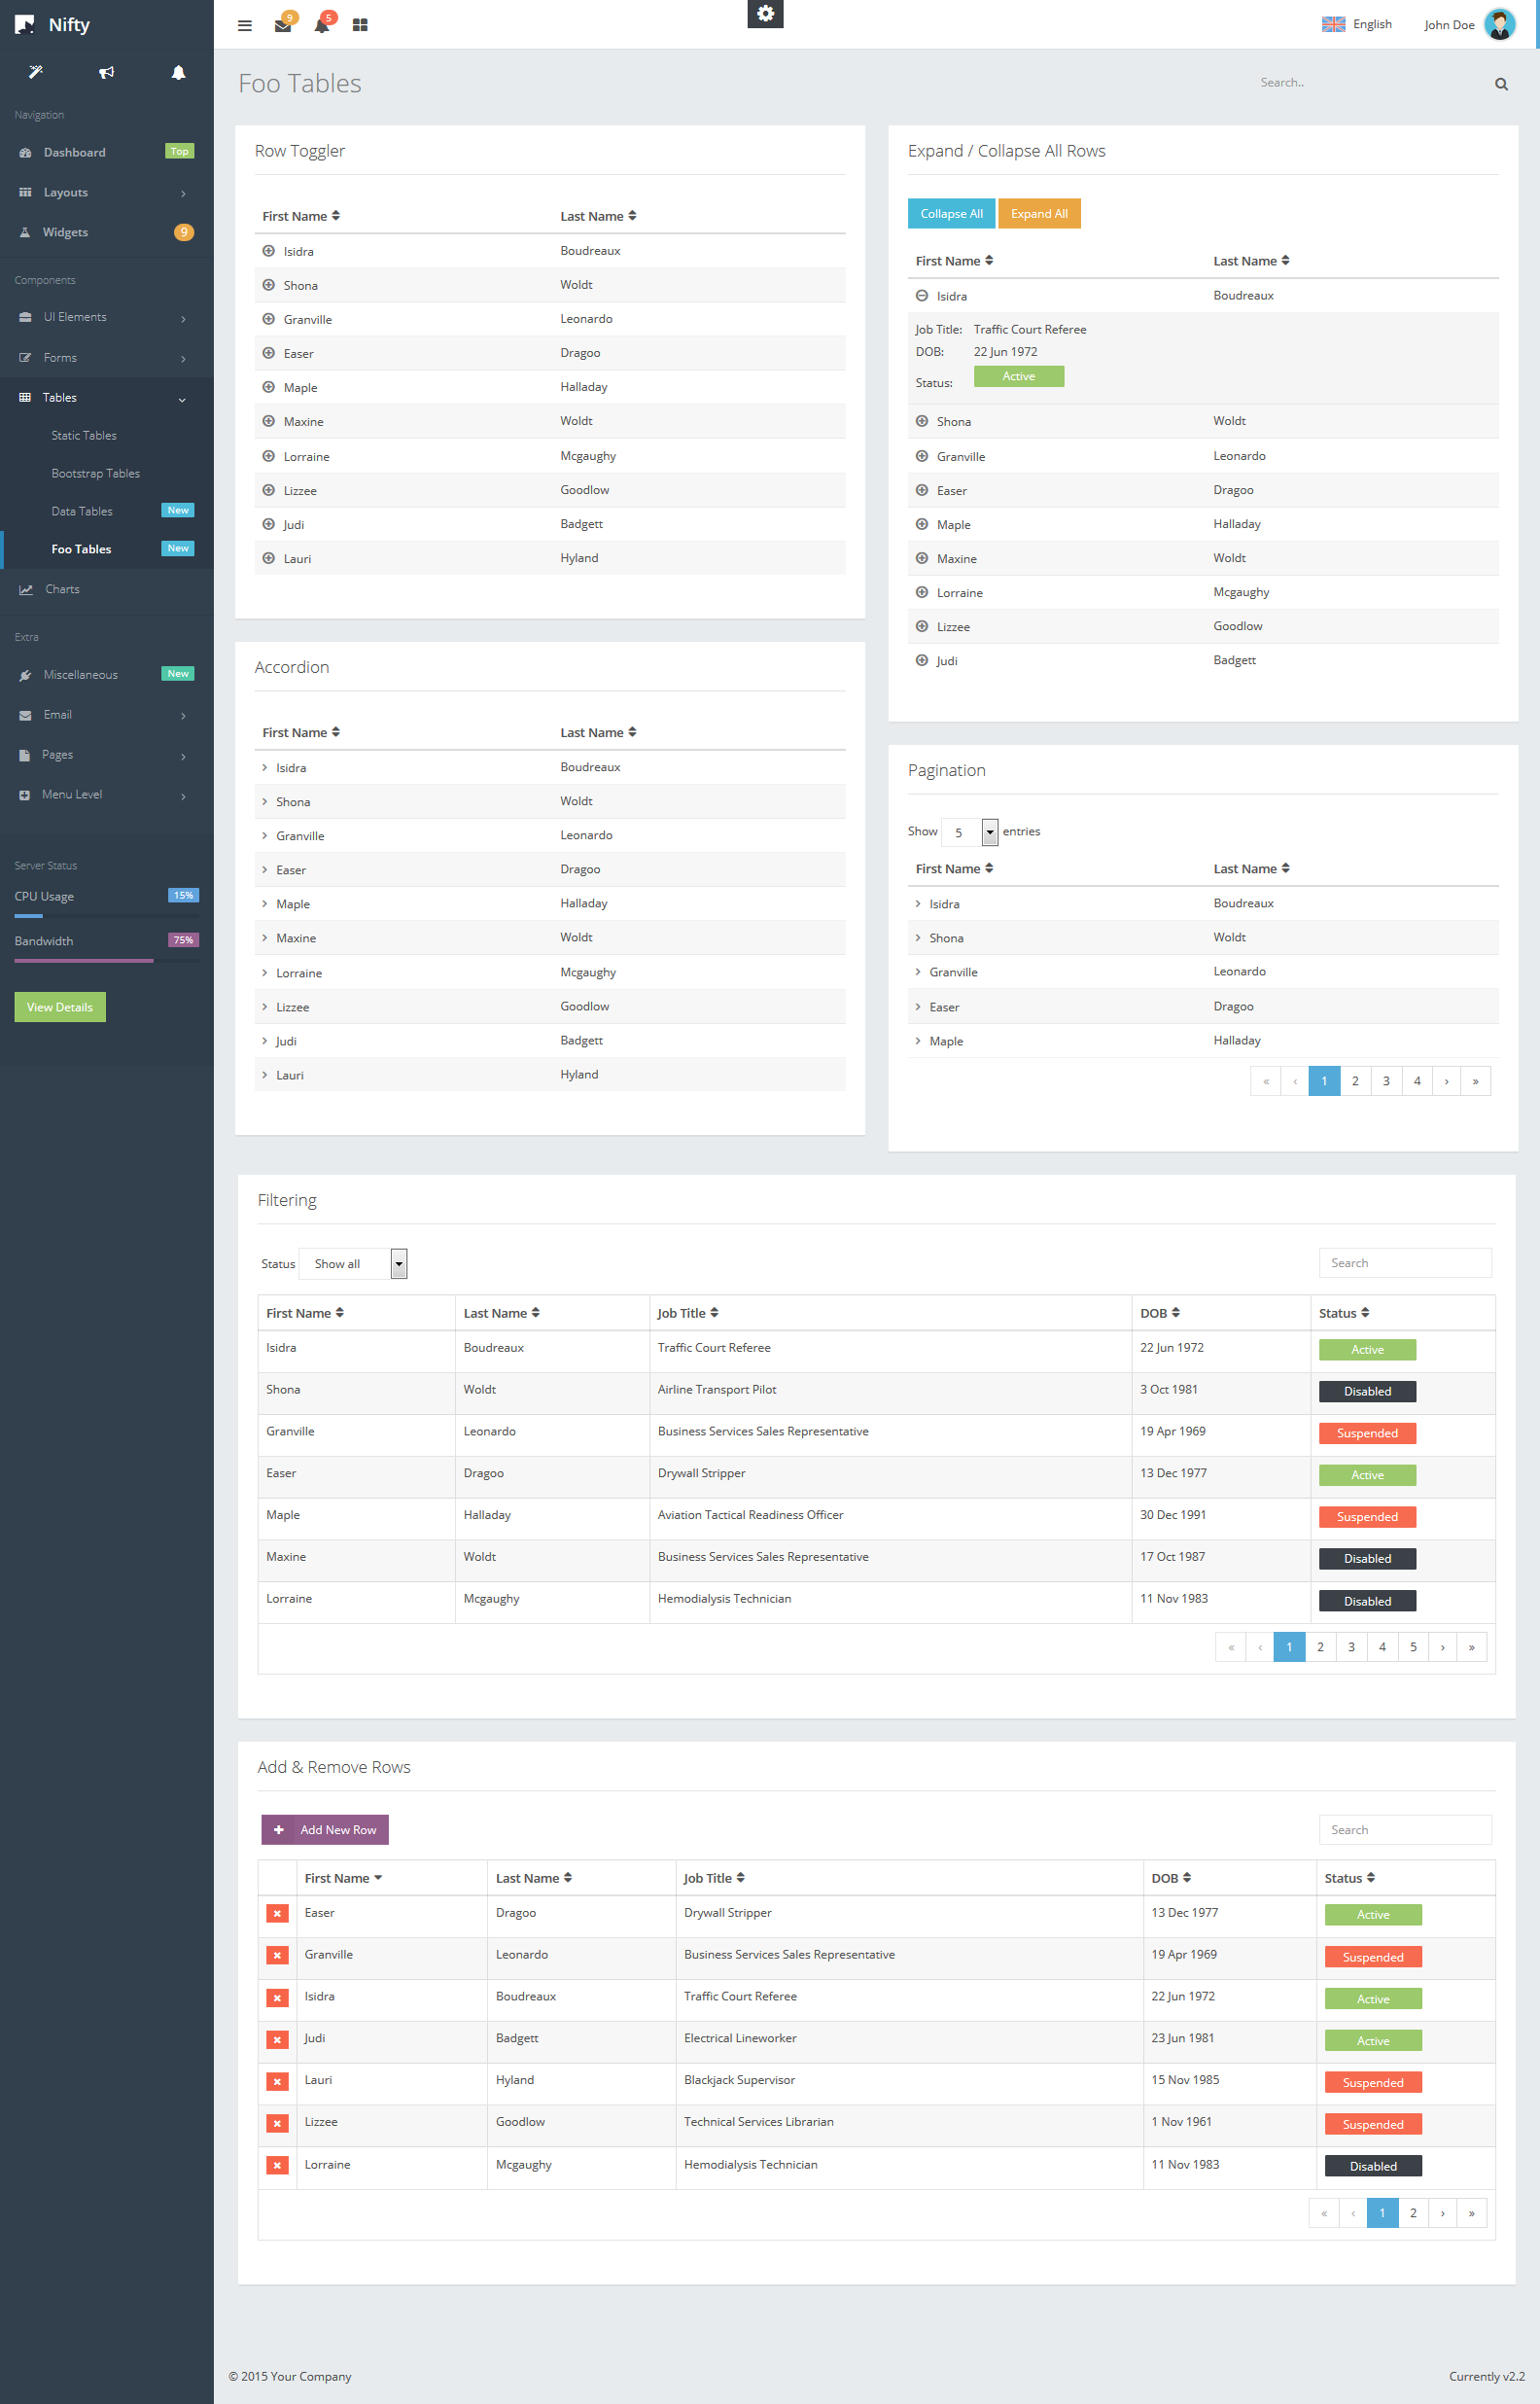 Nifty
9
5
English
John Doe
Navigation
Dashboard Top
Layouts
Widgets 9
Components
UI Elements
Forms
Tables
Static Tables
Bootstrap Tables
Data Tables New
Foo Tables New
Charts
Extra
Miscellaneous New
Email
Pages
Menu Level
Server Status
CPU Usage 15%
Bandwidth 75%
View Details
Foo Tables
Search..
Row Toggler
First Name Last Name
Isidra Boudreaux
Shona Woldt
Granville Leonardo
Easer Dragoo
Maple Halladay
Maxine Woldt
Lorraine Mcgaughy
Lizzee Goodlow
Judi Badgett
Lauri Hyland
Accordion
First Name Last Name
Isidra Boudreaux
Shona Woldt
Granville Leonardo
Easer Dragoo
Maple Halladay
Maxine Woldt
Lorraine Mcgaughy
Lizzee Goodlow
Judi Badgett
Lauri Hyland
Expand / Collapse All Rows
Collapse All Expand All
First Name Last Name
Isidra Boudreaux
Job Title: Traffic Court Referee
DOB: 22 Jun 1972
Status: Active
Shona Woldt
Granville Leonardo
Easer Dragoo
Maple Halladay
Maxine Woldt
Lorraine Mcgaughy
Lizzee Goodlow
Judi Badgett
Pagination
Show 5 entries
First Name Last Name
Isidra Boudreaux
Shona Woldt
Granville Leonardo
Easer Dragoo
Maple Halladay
« ‹ 1 2 3 4 › »
Filtering
Status Show all Search
First Name Last Name Job Title DOB Status
Isidra Boudreaux Traffic Court Referee 22 Jun 1972 Active
Shona Woldt Airline Transport Pilot 3 Oct 1981 Disabled
Granville Leonardo Business Services Sales Representative 19 Apr 1969 Suspended
Easer Dragoo Drywall Stripper 13 Dec 1977 Active
Maple Halladay Aviation Tactical Readiness Officer 30 Dec 1991 Suspended
Maxine Woldt Business Services Sales Representative 17 Oct 1987 Disabled
Lorraine Mcgaughy Hemodialysis Technician 11 Nov 1983 Disabled
« ‹ 1 2 3 4 5 › »
Add & Remove Rows
Add New Row Search
First Name Last Name Job Title DOB Status
Easer Dragoo Drywall Stripper 13 Dec 1977 Active
Granville Leonardo Business Services Sales Representative 19 Apr 1969 Suspended
Isidra Boudreaux Traffic Court Referee 22 Jun 1972 Active
Judi Badgett Electrical Lineworker 23 Jun 1981 Active
Lauri Hyland Blackjack Supervisor 15 Nov 1985 Suspended
Lizzee Goodlow Technical Services Librarian 1 Nov 1961 Suspended
Lorraine Mcgaughy Hemodialysis Technician 11 Nov 1983 Disabled
« ‹ 1 2 › »
© 2015 Your Company
Currently v2.2